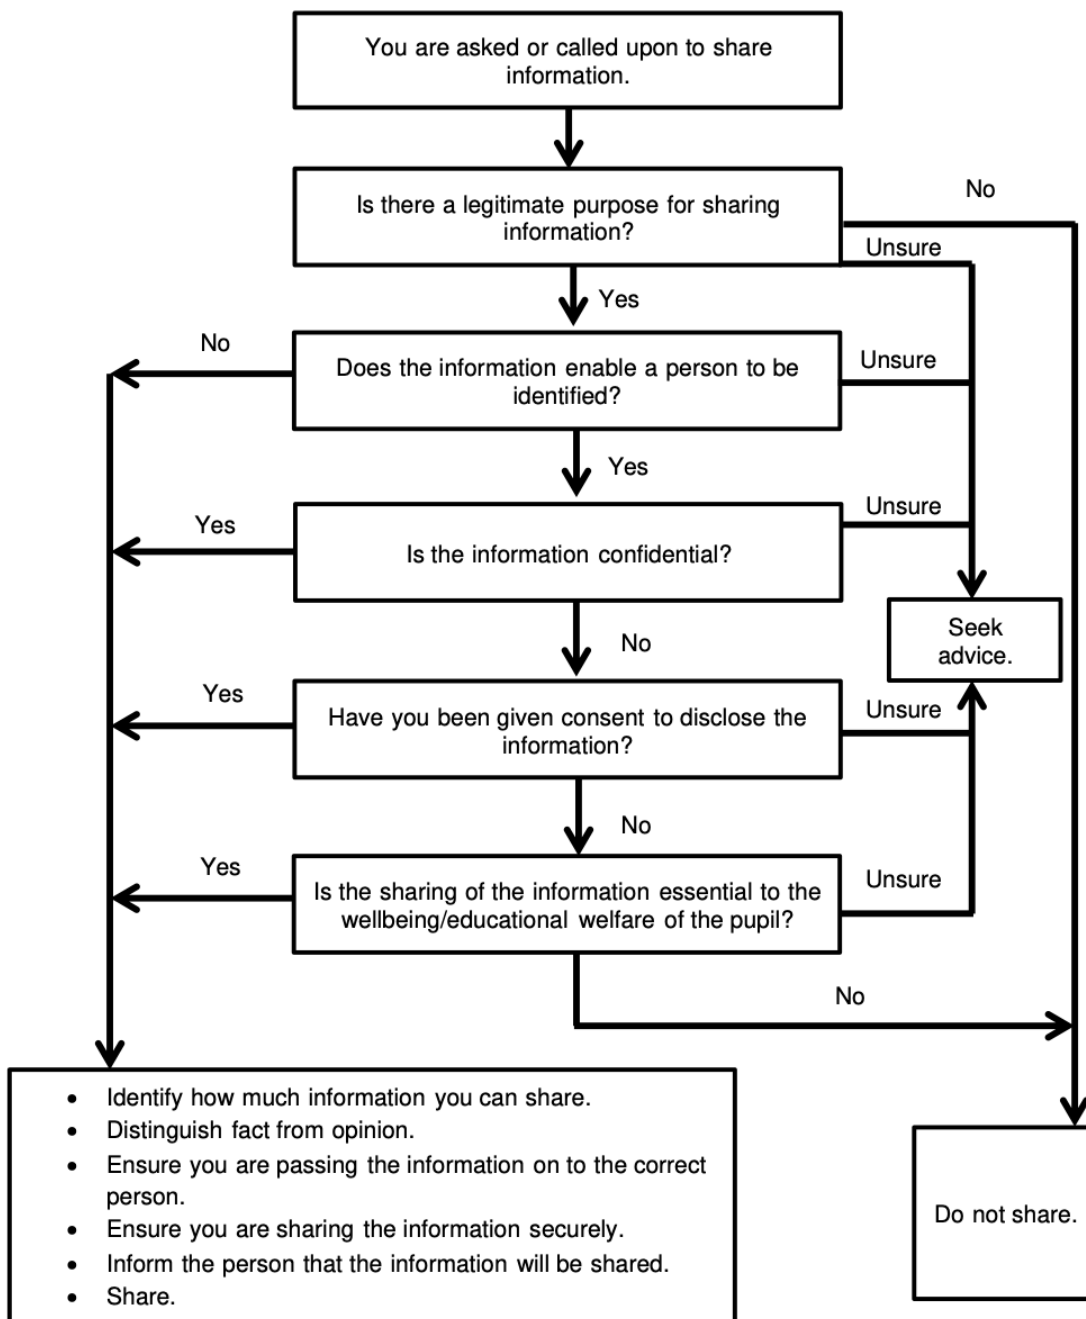 You are asked or called upon to share
information.
Is there a legitimate purpose for sharing
information?
No
Unsure
Yes
No
Does the information enable a person to be
identified?
Unsure
Yes
Yes
Is the information confidential?
Unsure
No
Seek
advice.
Yes
Have you been given consent to disclose the
information?
Unsure
No
Yes
Is the sharing of the information essential to the
wellbeing/educational welfare of the pupil?
Unsure
No
• Identify how much information you can share.
• Distinguish fact from opinion.
• Ensure you are passing the information on to the correct
person.
• Ensure you are sharing the information securely.
• Inform the person that the information will be shared.
• Share.
Do not share.